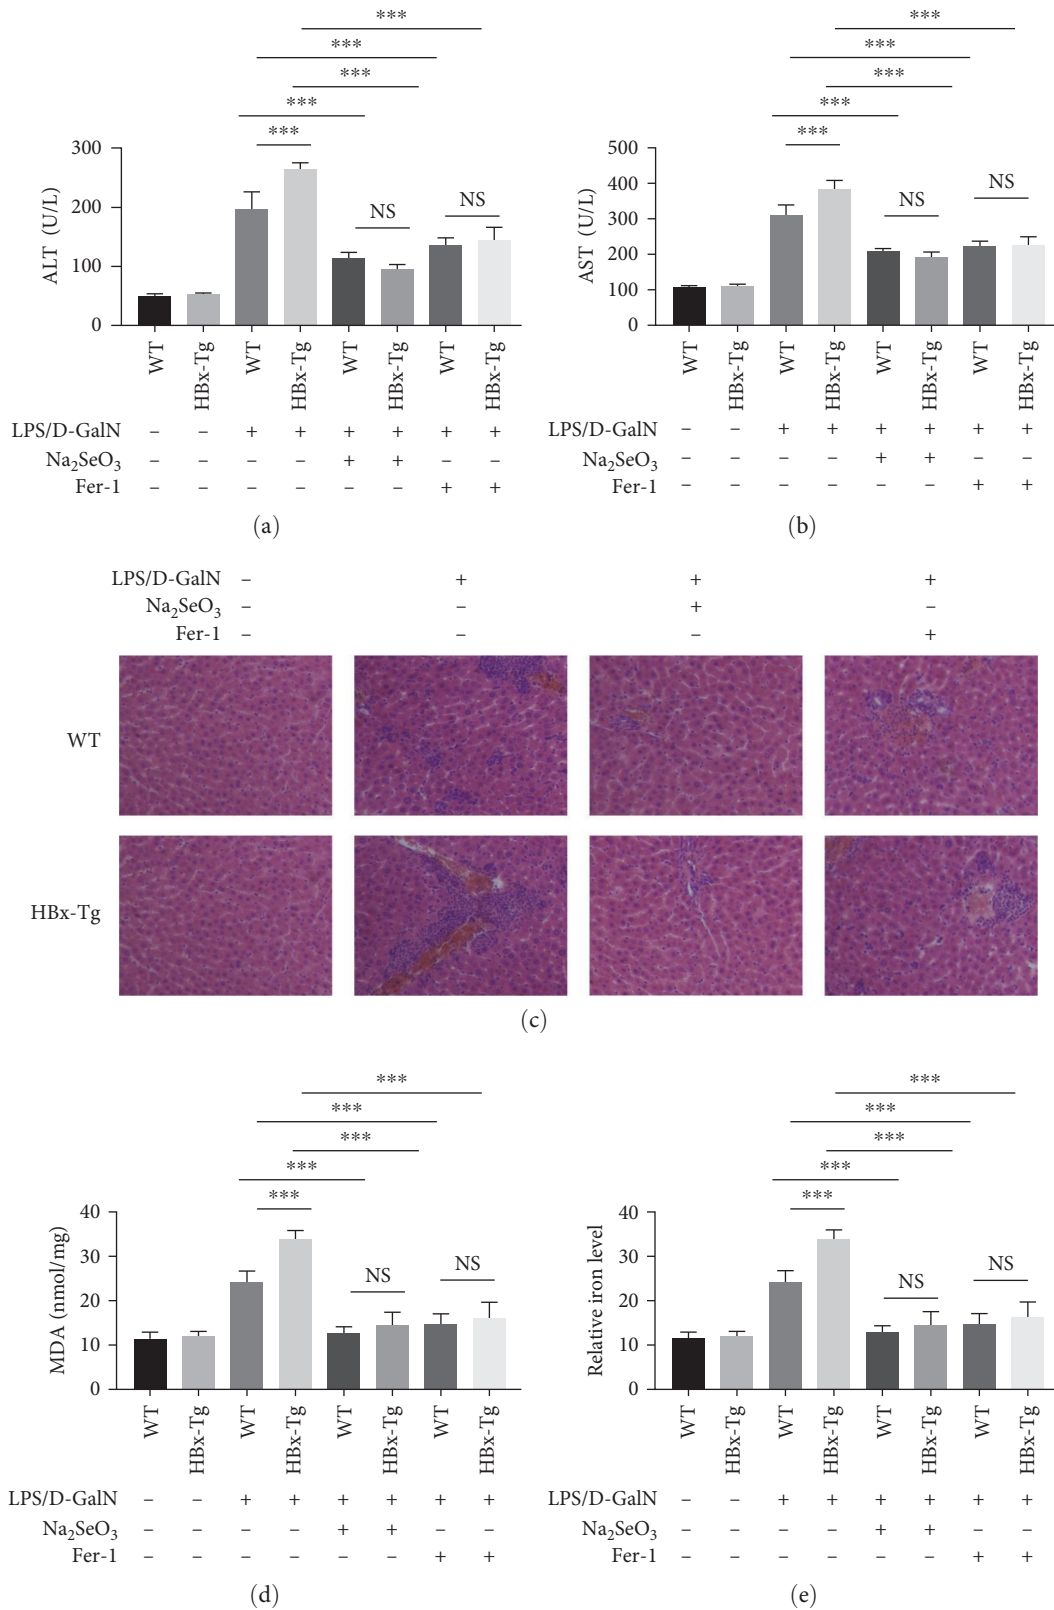 *** ***
*** ***
*** ***
*** ***
*** ***
300 500
400
200 NS NS 300 NS NS
ALT (U/L) AST (U/L)
100 200
100
0 0
WT HBx-Tg WT HBx-Tg WT HBx-Tg WT HBx-Tg WT HBx-Tg WT HBx-Tg WT HBx-Tg WT HBx-Tg
LPS/D-GalN – – + + + + + + LPS/D-GalN – – + + + + + +
Na₂SeO₃ – – – – + + – – Na₂SeO₃ – – – – + + – –
Fer-1 – – – – – – + + Fer-1 – – – – – – + +
(a) (b)
LPS/D-GalN – + + +
Na₂SeO₃ – – + –
Fer-1 – – – +
WT
HBx-Tg
(c)
*** ***
*** ***
*** ***
*** ***
*** ***
40 40
30 30
NS NS NS NS
MDA (nmol/mg) Relative iron level
20 20
10 10
0 0
WT HBx-Tg WT HBx-Tg WT HBx-Tg WT HBx-Tg WT HBx-Tg WT HBx-Tg WT HBx-Tg WT HBx-Tg
LPS/D-GalN – – + + + + + + LPS/D-GalN – – + + + + + +
Na₂SeO₃ – – – – + + – – Na₂SeO₃ – – – – + + – –
Fer-1 – – – – – – + + Fer-1 – – – – – – + +
(d) (e)